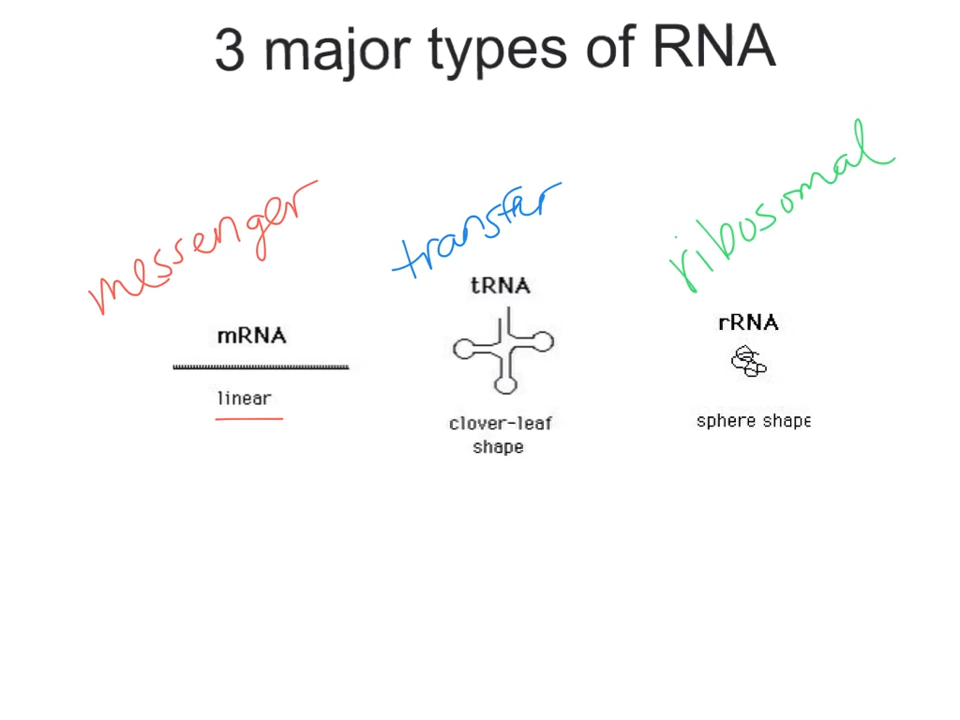 3 major types of RNA
messenger
transfer
ribosomal
mRNA
linear
tRNA
clover-leaf
shape
rRNA
sphere shape